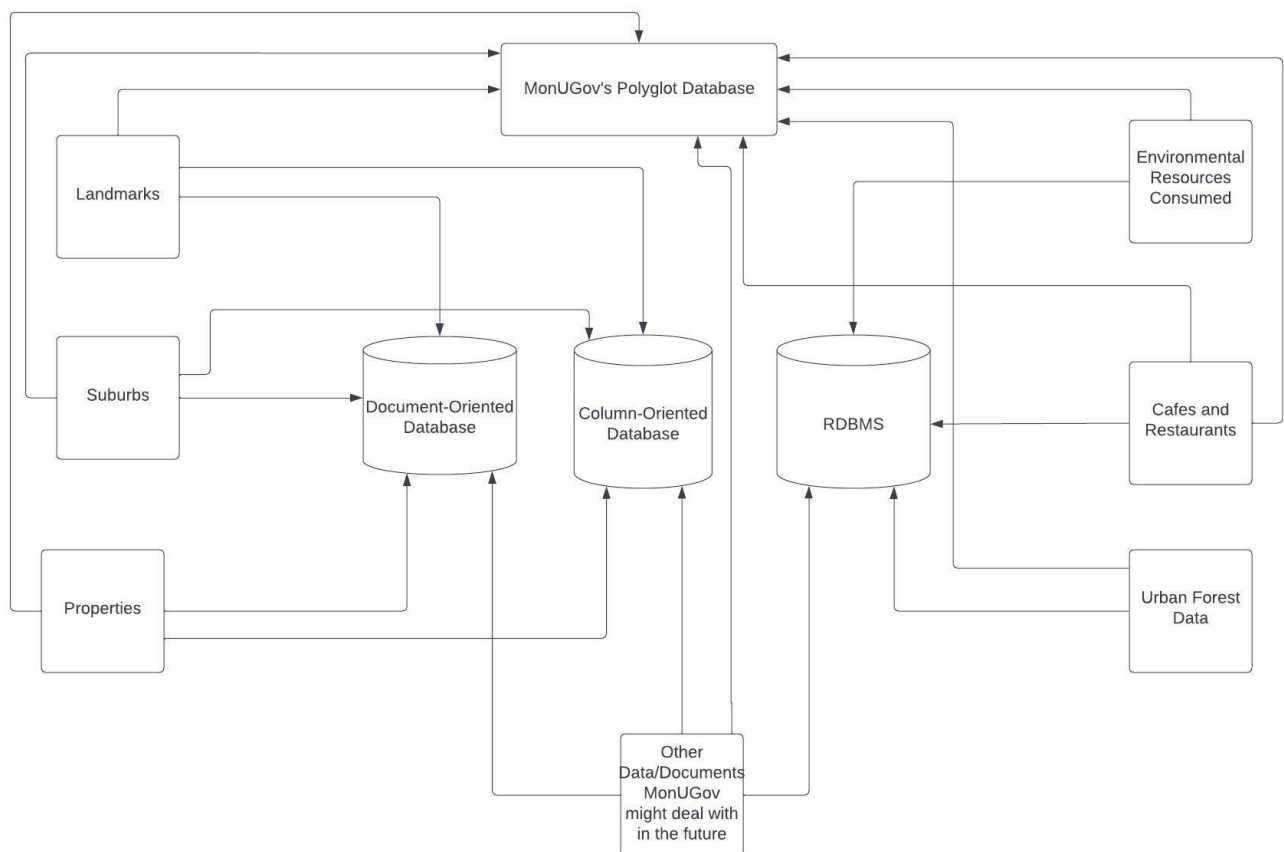 MonUGov's Polyglot Database
Landmarks
Environmental
Resources
Consumed
Suburbs
Document-Oriented
Database
Column-Oriented
Database
RDBMS
Cafes and
Restaurants
Properties
Urban Forest
Data
Other
Data/Documents
MonUGov
might deal with
in the future